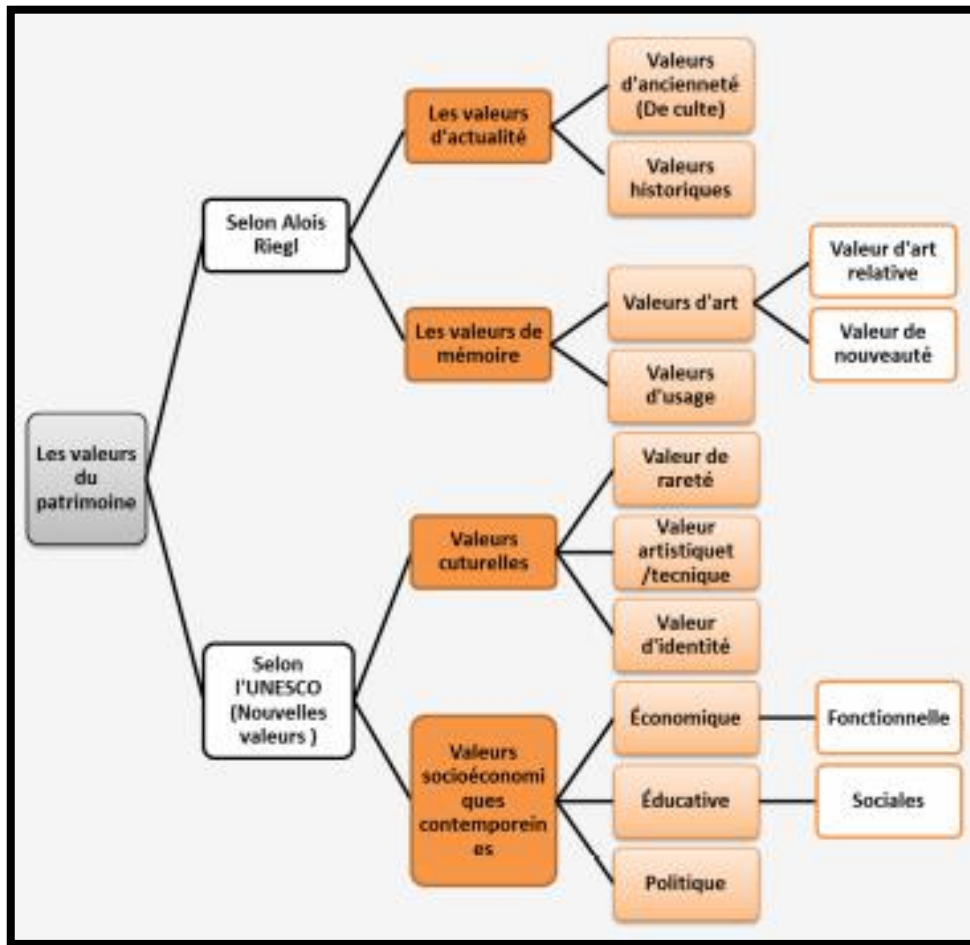 Les valeurs
du
patrimoine
Selon Alois
Riegl
Les valeurs
d'actualité
Valeurs
d'ancienneté
(De culte)
Valeurs
historiques
Les valeurs de
mémoire
Valeurs d'art
Valeur d'art
relative
Valeur de
nouveauté
Valeurs
d'usage
Selon
l'UNESCO
(Nouvelles
valeurs )
Valeurs
cuturelles
Valeur de
rareté
Valeur
artistiquet
/tecnique
Valeur
d'identité
Valeurs
socioéconomi
ques
contemporein
es
Économique
Fonctionnelle
Éducative
Sociales
Politique